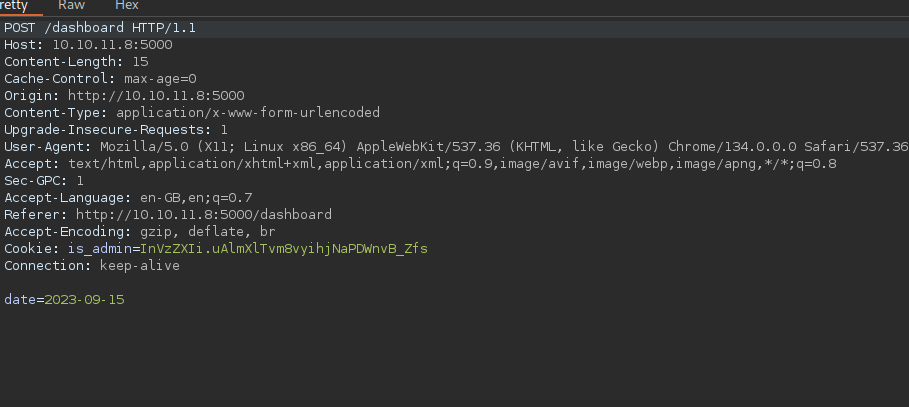 retty Raw Hex
POST /dashboard HTTP/1.1
Host: 10.10.11.8:5000
Content-Length: 15
Cache-Control: max-age=0
Origin: http://10.10.11.8:5000
Content-Type: application/x-www-form-urlencoded
Upgrade-Insecure-Requests: 1
User-Agent: Mozilla/5.0 (X11; Linux x86_64) AppleWebKit/537.36 (KHTML, like Gecko) Chrome/134.0.0.0 Safari/537.36
Accept: text/html,application/xhtml+xml,application/xml;q=0.9,image/avif,image/webp,image/apng,*/*;q=0.8
Sec-GPC: 1
Accept-Language: en-GB,en;q=0.7
Referer: http://10.10.11.8:5000/dashboard
Accept-Encoding: gzip, deflate, br
Cookie: is_admin=InVzZXIi.uAlmXlTvm8vyihjNaPDWnvB_Zfs
Connection: keep-alive
date=2023-09-15